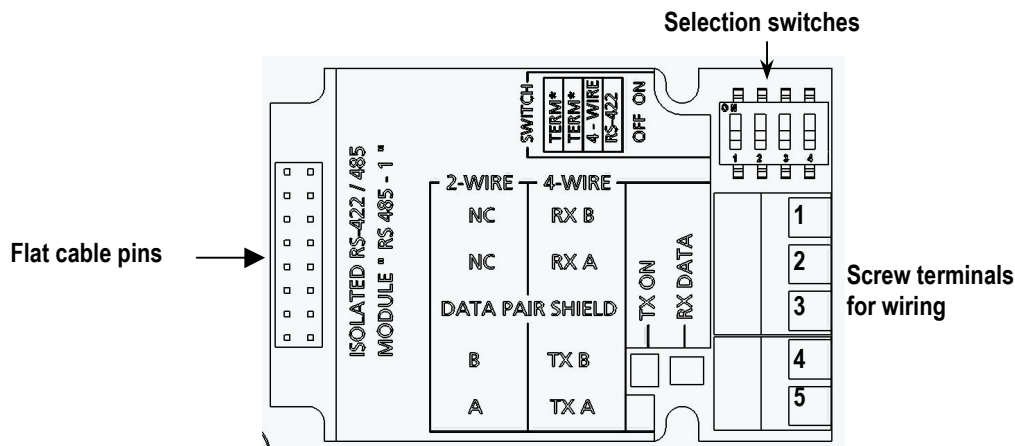 Selection switches
SWITCH
TERM*
TERM*
4 - WIRE
RS-422
OFF ON
ON
1 2 3 4
ISOLATED RS-422 / 485
MODULE " RS 485 - 1 "
2-WIRE 4-WIRE
NC RX B
NC RX A
DATA PAIR SHIELD
B TX B
A TX A
TX ON
RX DATA
1
2
3
4
5
Flat cable pins
Screw terminals
for wiring